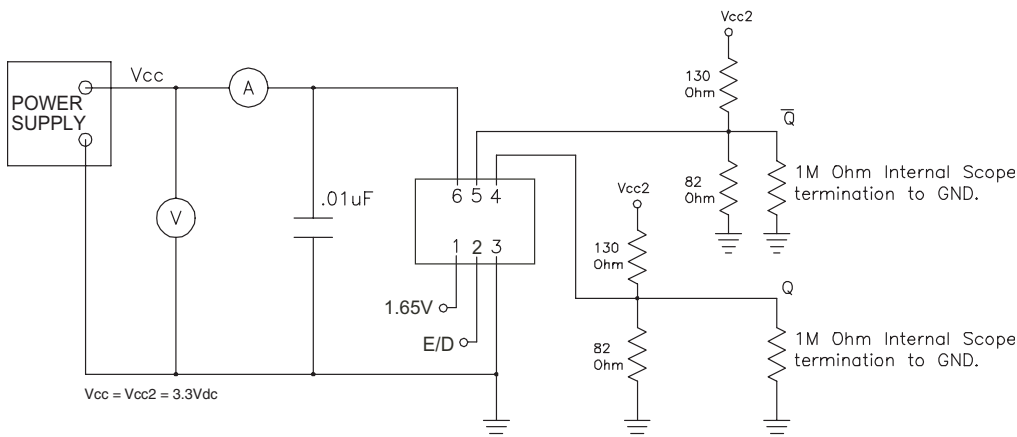 Vcc2
Vcc
A
130
Ohm
POWER
SUPPLY
Q̅
82
Ohm
1M Ohm Internal Scope
termination to GND.
V
.01uF
6 5 4
Vcc2
1 2 3
130
Ohm
1.65V
Q
E/D
82
Ohm
1M Ohm Internal Scope
termination to GND.
Vcc = Vcc2 = 3.3Vdc